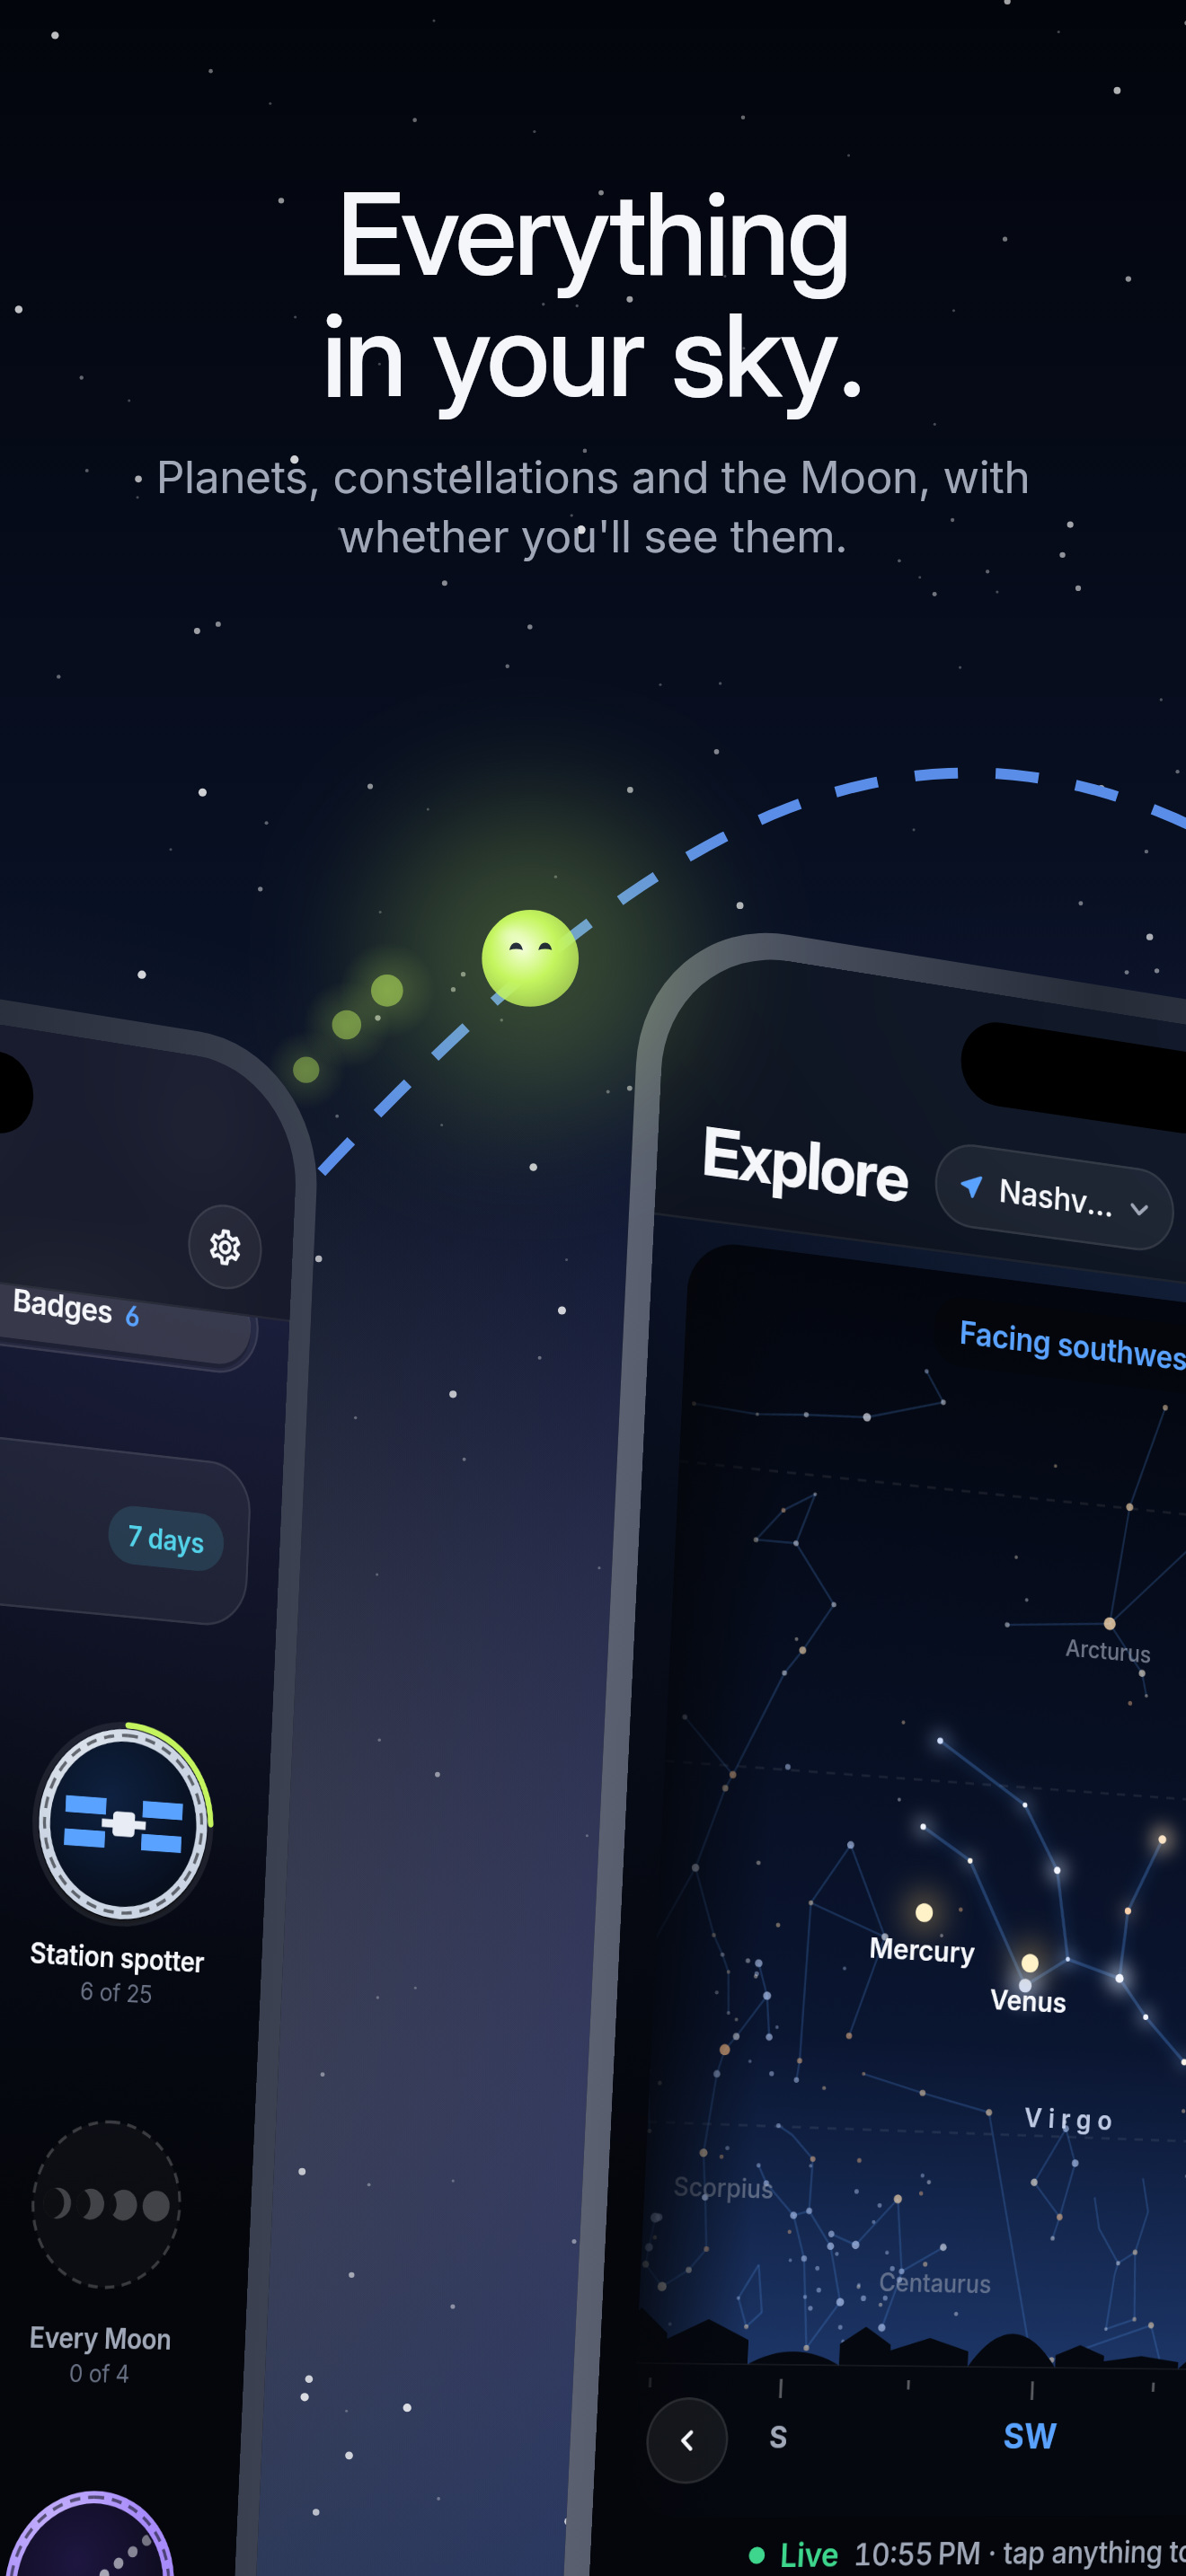 Everything
in your sky.
Planets, constellations and the Moon, with
whether you'll see them.
Badges 6
7 days
Station spotter
6 of 25
Every Moon
0 of 4
Explore
Nashv...
Facing southwes
Arcturus
Mercury
Venus
Virgo
Scorpius
Centaurus
S
SW
Live 10:55 PM · tap anything to